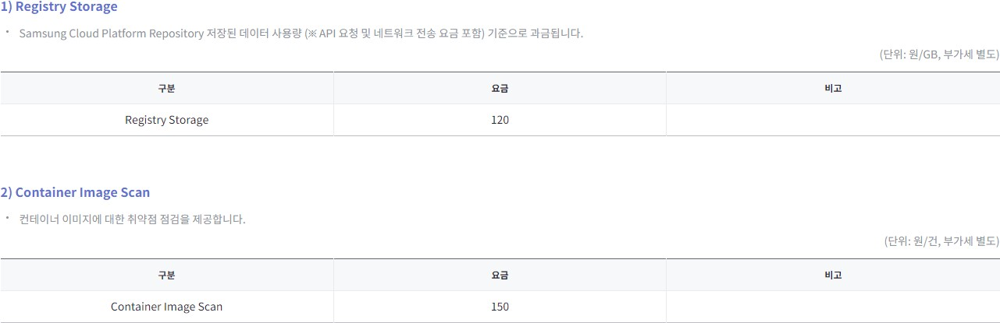 1) Registry Storage
· Samsung Cloud Platform Repository 저장된 데이터 사용량 (※ API 요청 및 네트워크 전송 요금 포함) 기준으로 과금됩니다.
(단위: 원/GB, 부가세 별도)
구분 요금 비고
Registry Storage 120
2) Container Image Scan
· 컨테이너 이미지에 대한 취약점 점검을 제공합니다.
(단위: 원/건, 부가세 별도)
구분 요금 비고
Container Image Scan 150